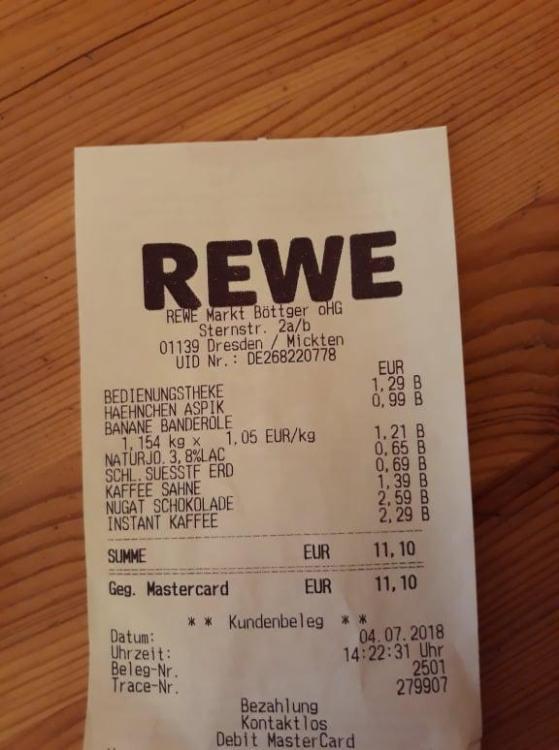 REWE
REWE Markt Böttger oHG
Sternstr. 2a/b
01139 Dresden / Mickten
UID Nr.: DE268220778
EUR
BEDIENUNGSTHEKE 1,29 B
HAEHNCHEN ASPIK 0,99 B
BANANE BANDEROLE 1,21 B
1,154 kg x 1,05 EUR/kg
NATURJO.3,8%LAC 0,65 B
SCHL.SUESSTF ERD 0,69 B
KAFFEE SAHNE 1,39 B
NUGAT SCHOKOLADE 2,59 B
INSTANT KAFFEE 2,29 B
SUMME EUR 11,10
Geg. Mastercard EUR 11,10
* * Kundenbeleg * *
Datum: 04.07.2018
Uhrzeit: 14:22:31 Uhr
Beleg-Nr. 2501
Trace-Nr. 279907
Bezahlung
Kontaktlos
Debit MasterCard